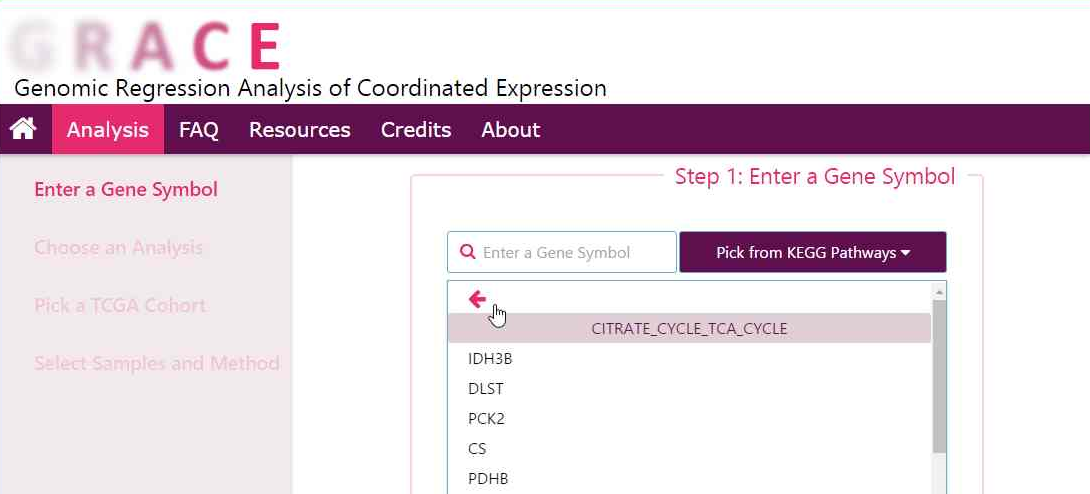 GRACE
Genomic Regression Analysis of Coordinated Expression
Analysis FAQ Resources Credits About
Enter a Gene Symbol
Choose an Analysis
Pick a TCGA Cohort
Select Samples and Method
Step 1: Enter a Gene Symbol
Enter a Gene Symbol
Pick from KEGG Pathways
CITRATE_CYCLE_TCA_CYCLE
IDH3B
DLST
PCK2
CS
PDHB